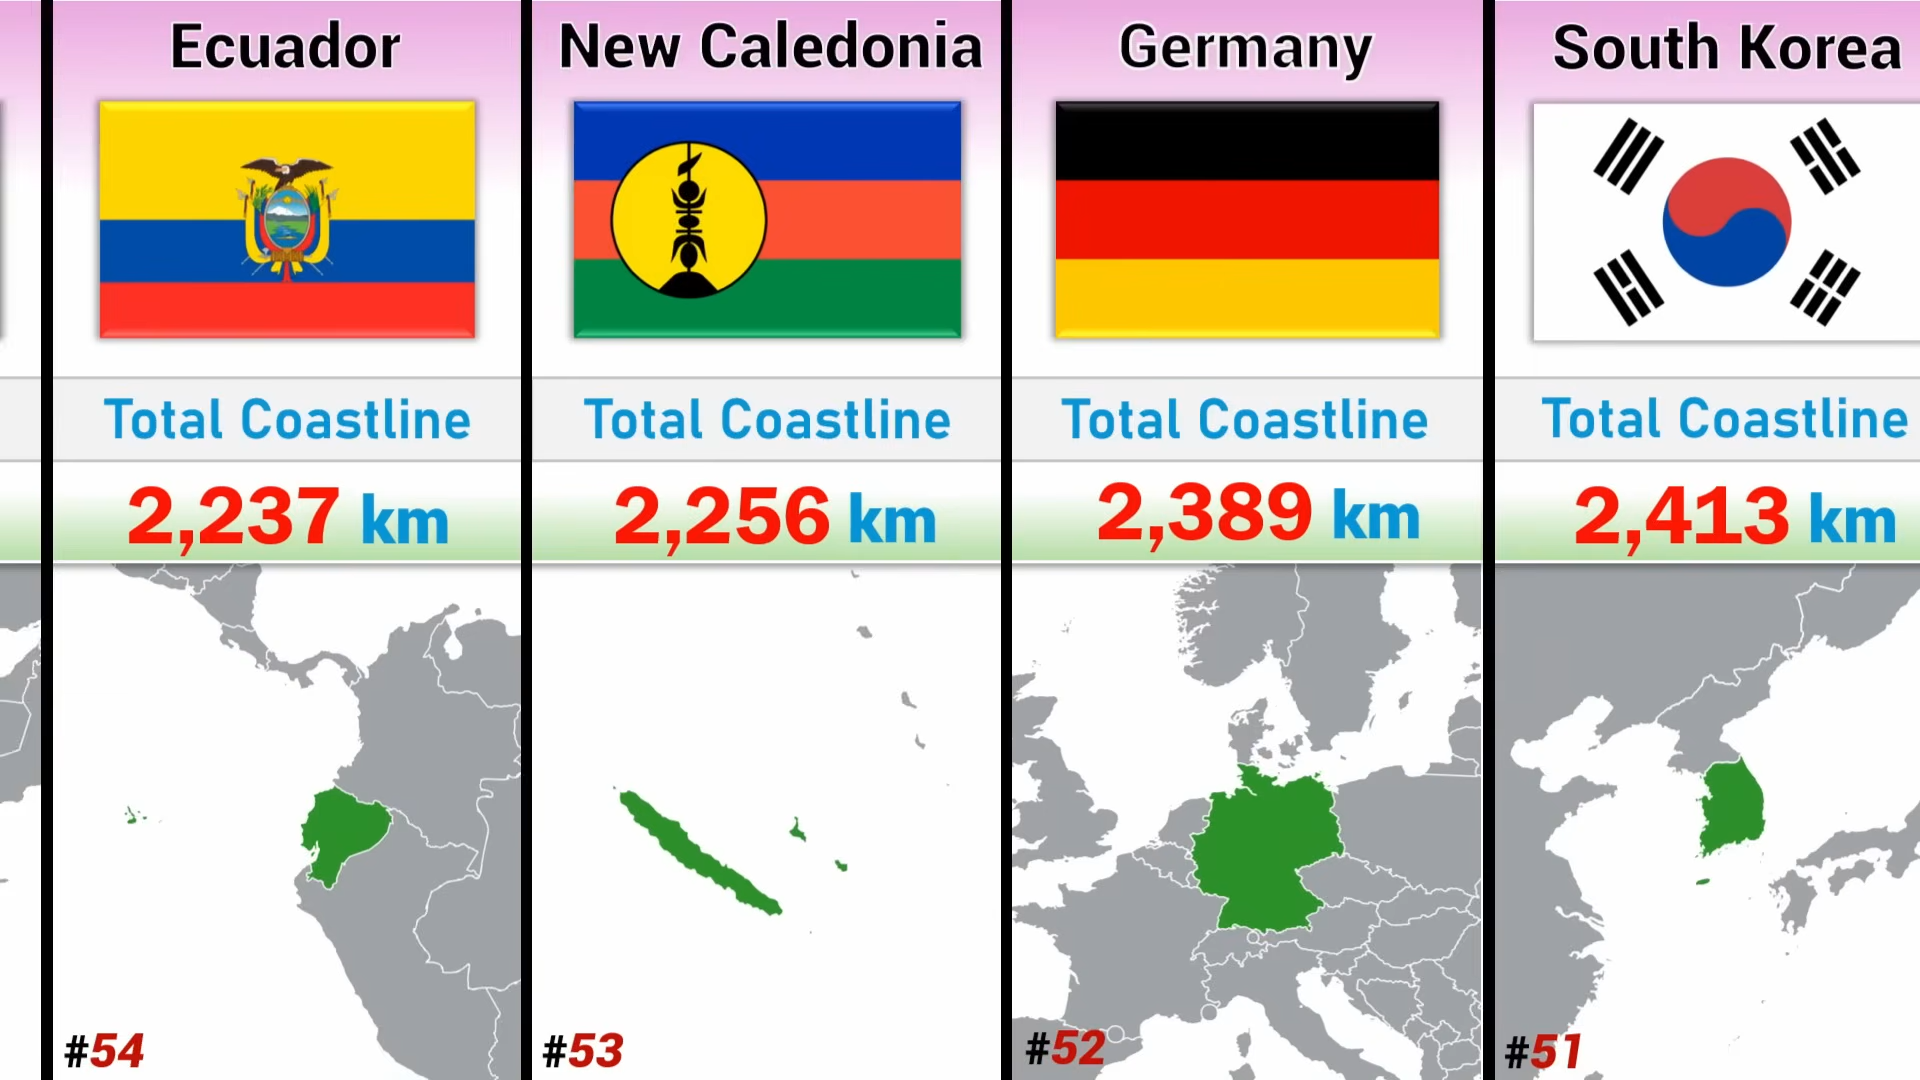 Ecuador
Total Coastline
2,237 km
#54
New Caledonia
Total Coastline
2,256 km
#53
Germany
Total Coastline
2,389 km
#52
South Korea
Total Coastline
2,413 km
#51